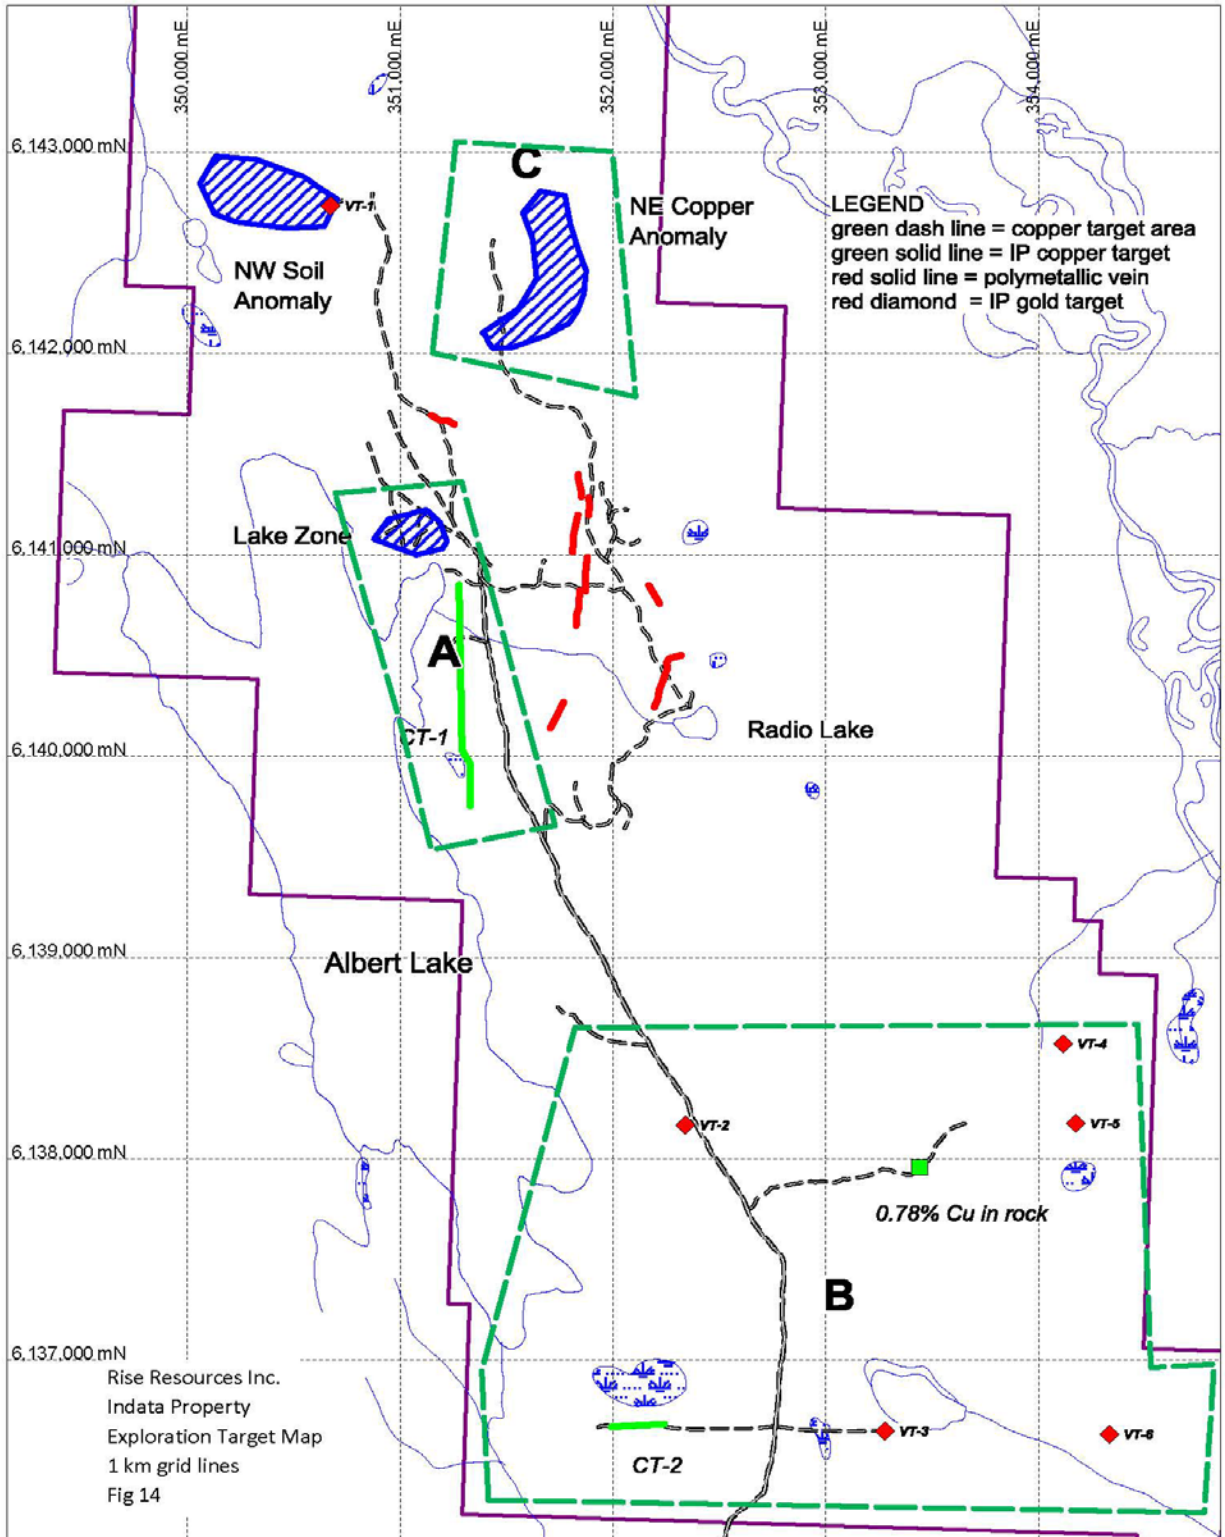 350,000 mE
351,000 mE
352,000 mE
353,000 mE
354,000 mE
6,143,000 mN
C
VT-1
NE Copper
Anomaly
LEGEND
green dash line = copper target area
green solid line = IP copper target
red solid line = polymetallic vein
red diamond = IP gold target
NW Soil
Anomaly
6,142,000 mN
Lake Zone
6,141,000 mN
A
CT-1
Radio Lake
6,140,000 mN
6,139,000 mN
Albert Lake
VT-4
VT-2
VT-5
6,138,000 mN
0.78% Cu in rock
B
6,137,000 mN
Rise Resources Inc.
Indata Property
Exploration Target Map
1 km grid lines
Fig 14
VT-3
VT-6
CT-2